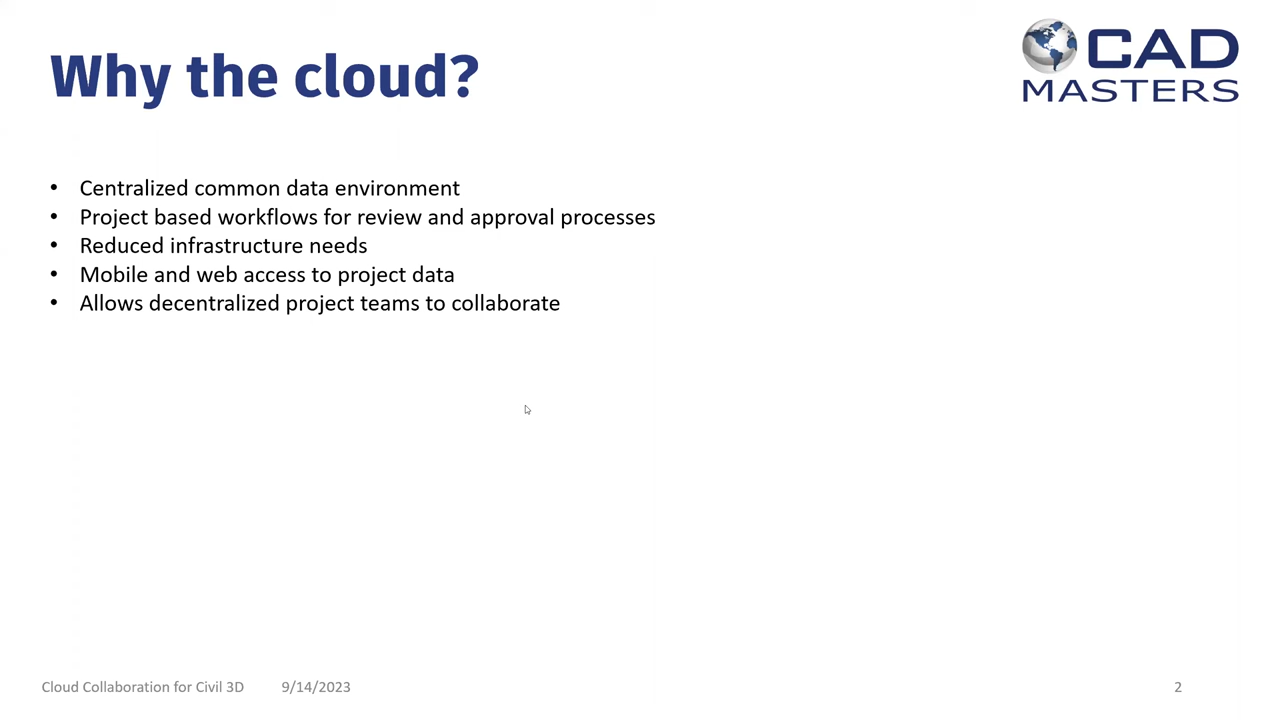 Why the cloud?
CAD
MASTERS
• Centralized common data environment
• Project based workflows for review and approval processes
• Reduced infrastructure needs
• Mobile and web access to project data
• Allows decentralized project teams to collaborate
Cloud Collaboration for Civil 3D 9/14/2023 2